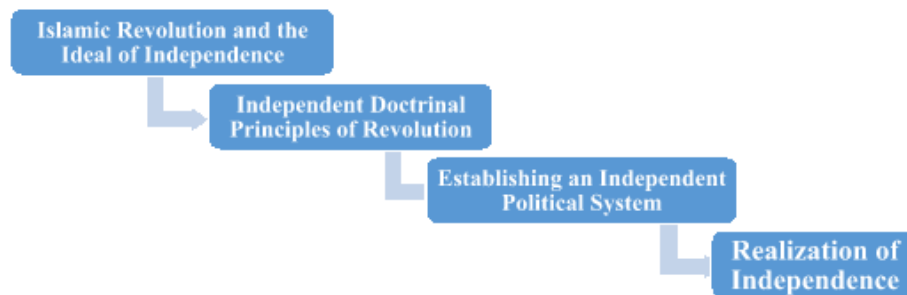 Islamic Revolution and the
Ideal of Independence
Independent Doctrinal
Principles of Revolution
Establishing an Independent
Political System
Realization of
Independence